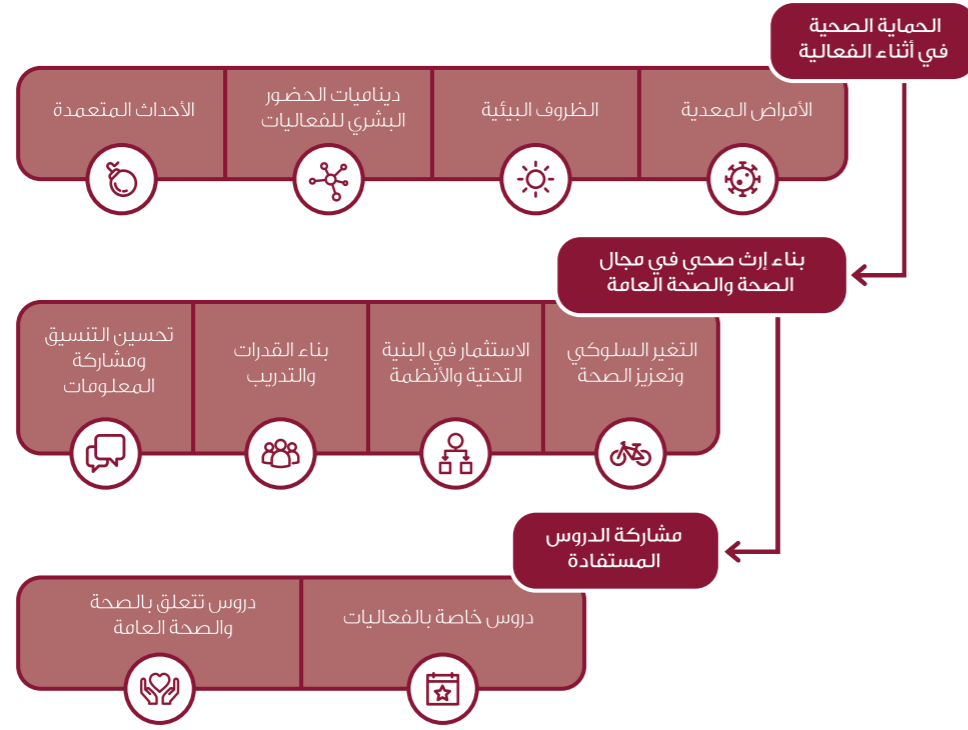 الحماية الصحية
في أثناء الفعالية
الأمراض المعدية
الظروف البيئية
ديناميات الحضور
البشري للفعاليات
الأحداث المتعمدة
بناء إرث صحي في مجال
الصحة والصحة العامة
التغير السلوكي
وتعزيز الصحة
الاستثمار في البنية
التحتية والأنظمة
بناء القدرات
والتدريب
تحسين التنسيق
ومشاركة
المعلومات
مشاركة الدروس
المستفادة
دروس خاصة بالفعاليات
دروس تتعلق بالصحة
والصحة العامة